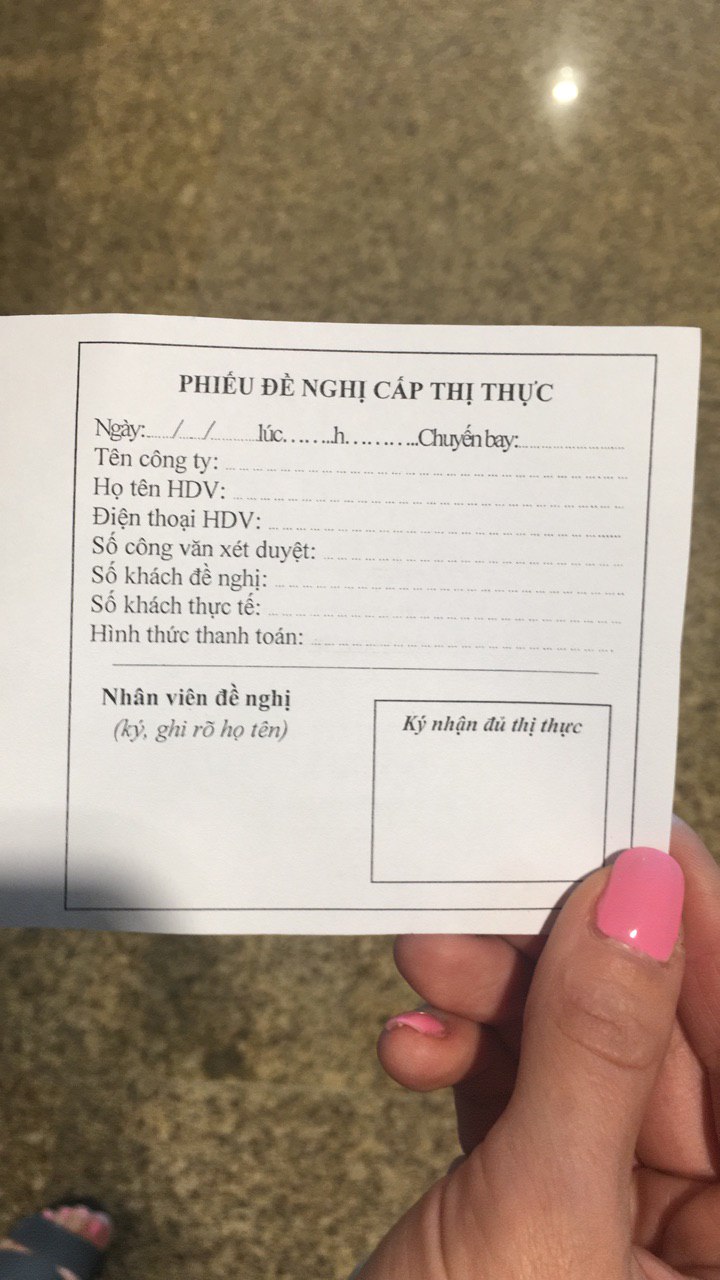 PHIẾU ĐỀ NGHỊ CẤP THỊ THỰC
Ngày:....../....../............lúc........h..........Chuyến bay:........................
Tên công ty: ................................................
Họ tên HDV: ................................................
Điện thoại HDV: ................................................
Số công văn xét duyệt: ................................................
Số khách đề nghị: ................................................
Số khách thực tế: ................................................
Hình thức thanh toán: ................................................
Nhân viên đề nghị
(ký, ghi rõ họ tên)
Ký nhận đủ thị thực